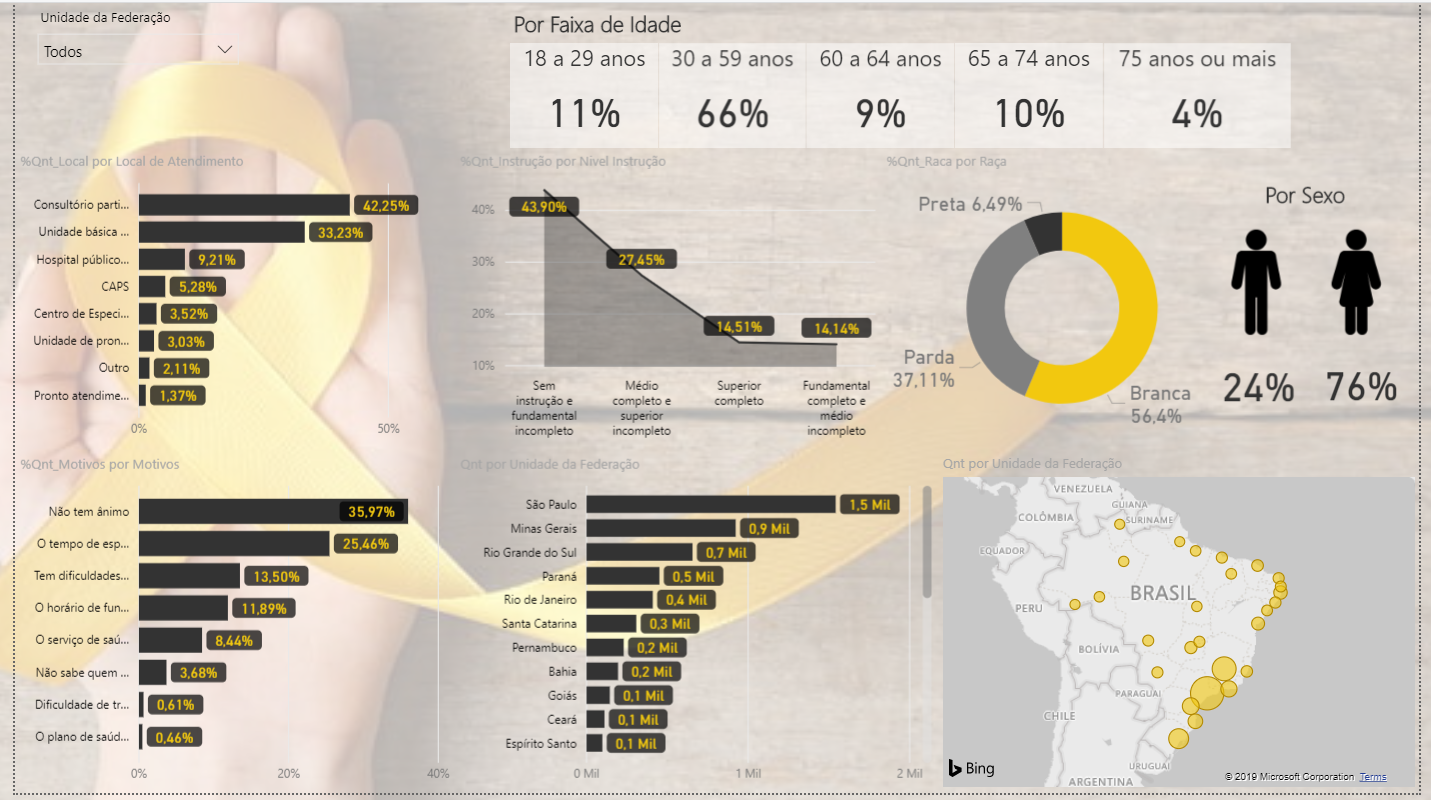 Unidade da Federação
Todos
Por Faixa de Idade
18 a 29 anos
30 a 59 anos
60 a 64 anos
65 a 74 anos
75 anos ou mais
11%
66%
9%
10%
4%
%Qnt_Local por Local de Atendimento
Consultório parti... 42,25%
Unidade básica ... 33,23%
Hospital público... 9,21%
CAPS 5,28%
Centro de Especi... 3,52%
Unidade de pron... 3,03%
Outro 2,11%
Pronto atendime... 1,37%
0% 50%
%Qnt_Instrução por Nivel Instrução
40%
30%
20%
10%
43,90%
27,45%
14,51%
14,14%
Sem
instrução e
fundamental
incompleto
Médio
completo e
superior
incompleto
Superior
completo
Fundamental
completo e
médio
incompleto
%Qnt_Raca por Raça
Preta 6,49%
Parda
37,11%
Branca
56,4%
Por Sexo
24% 76%
%Qnt_Motivos por Motivos
Não tem ânimo 35,97%
O tempo de esp... 25,46%
Tem dificuldades... 13,50%
O horário de fun... 11,89%
O serviço de saú... 8,44%
Não sabe quem ... 3,68%
Dificuldade de tr... 0,61%
O plano de saúd... 0,46%
0% 20% 40%
Qnt por Unidade da Federação
São Paulo 1,5 Mil
Minas Gerais 0,9 Mil
Rio Grande do Sul 0,7 Mil
Paraná 0,5 Mil
Rio de Janeiro 0,4 Mil
Santa Catarina 0,3 Mil
Pernambuco 0,2 Mil
Bahia 0,2 Mil
Goiás 0,1 Mil
Ceará 0,1 Mil
Espírito Santo 0,1 Mil
0 Mil 1 Mil 2 Mil
Qnt por Unidade da Federação
VENEZUELA
GUIANA
COLÔMBIA
SURINAME
EQUADOR
BRASIL
PERU
BOLÍVIA
PARAGUAI
CHILE
URUGUAI
ARGENTINA
Bing
© 2019 Microsoft Corporation Terms